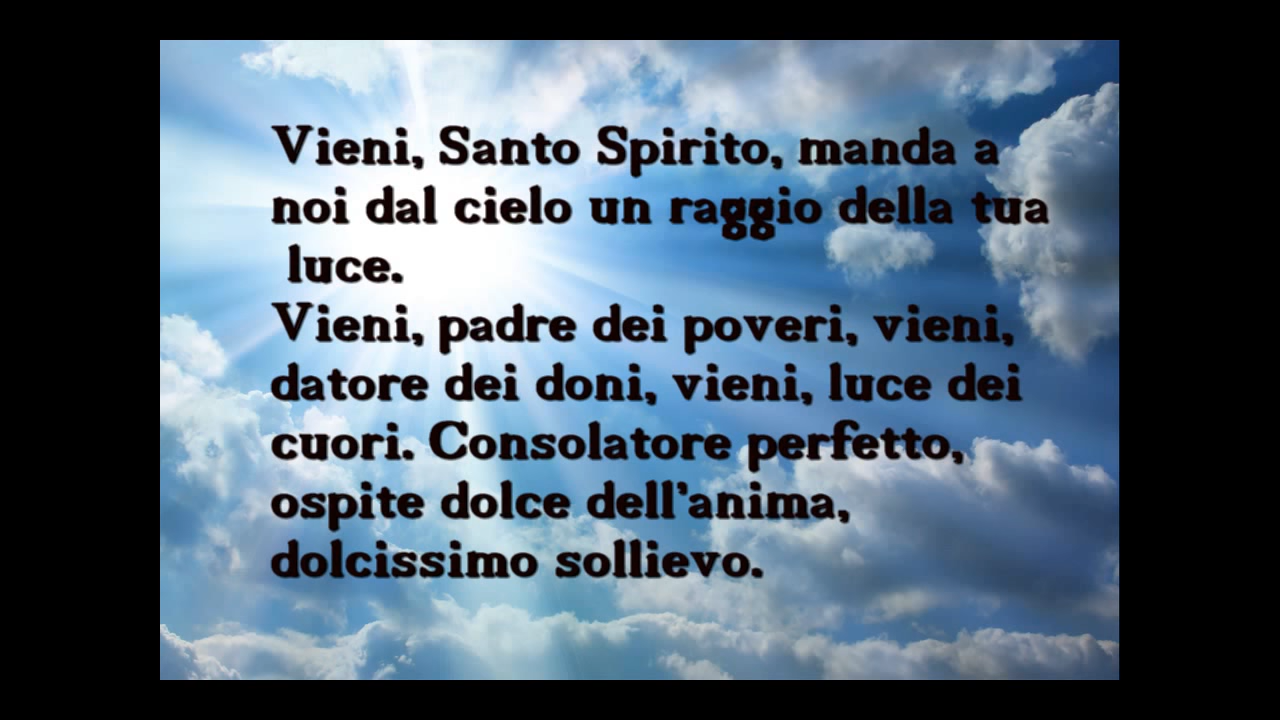 Vieni, Santo Spirito, manda a
noi dal cielo un raggio della tua
luce.
Vieni, padre dei poveri, vieni,
datore dei doni, vieni, luce dei
cuori. Consolatore perfetto,
ospite dolce dell'anima,
dolcissimo sollievo.